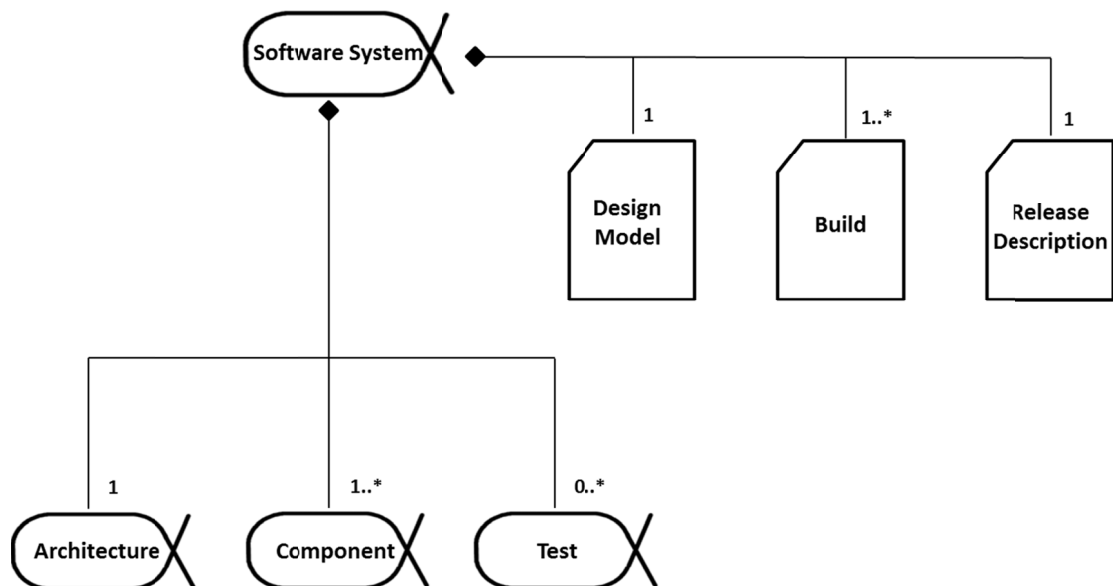 Software System
1
1..*
1
Design
Model
Build
Release
Description
1
1..*
0..*
Architecture
Component
Test